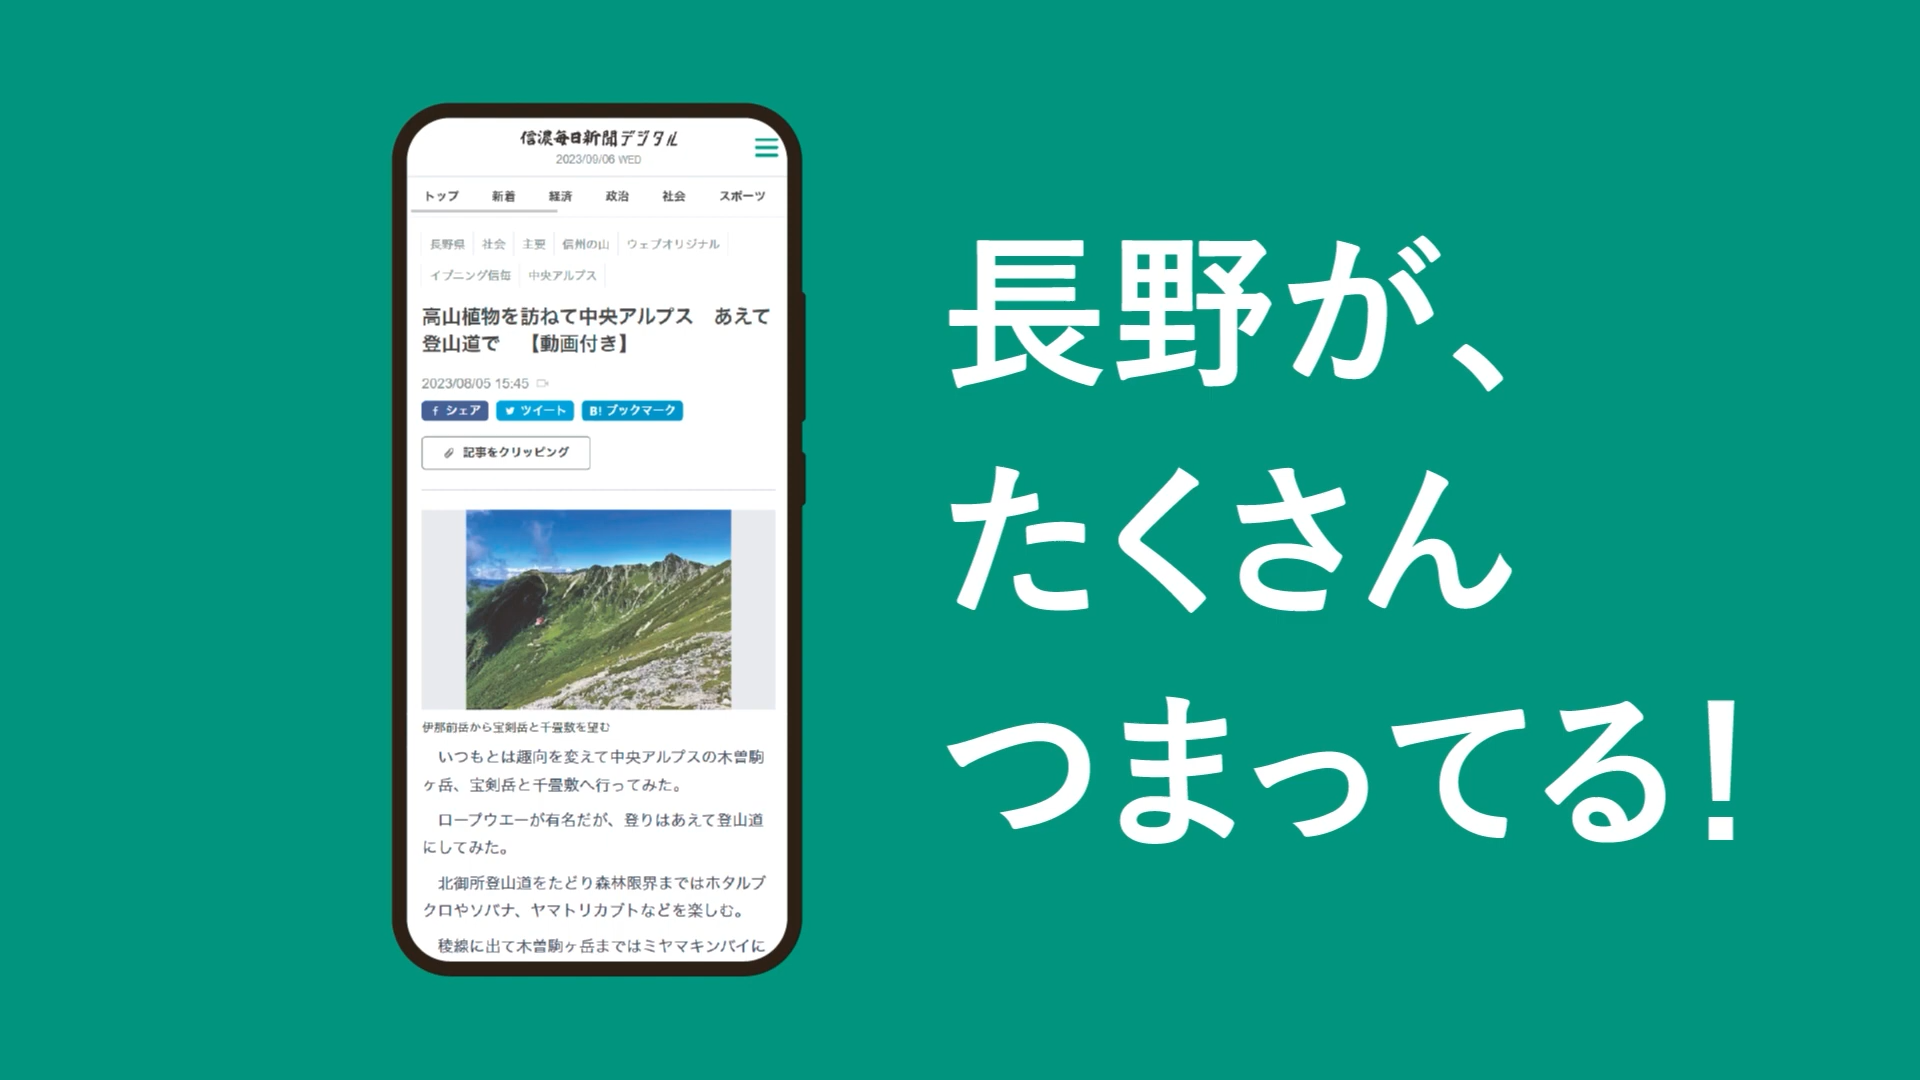 信濃毎日新聞デジタル
2023/09/06 WED
トップ 新着 経済 政治 社会 スポーツ
長野県 社会 主要 信州の山 ウェブオリジナル
イブニング信毎 中央アルプス
高山植物を訪ねて中央アルプス　あえて
登山道で　【動画付き】
2023/08/05 15:45
シェア ツイート B! ブックマーク
記事をクリッピング
伊那前岳から宝剣岳と千畳敷を望む
いつもとは趣向を変えて中央アルプスの木曽駒
ヶ岳、宝剣岳と千畳敷へ行ってみた。
ロープウエーが有名だが、登りはあえて登山道
にしてみた。
北御所登山道をたどり森林限界まではホタルブ
クロやソバナ、ヤマトリカブトなどを楽しむ。
稜線に出て木曽駒ヶ岳まではミヤマキンバイに
長野が、
たくさん
つまってる!